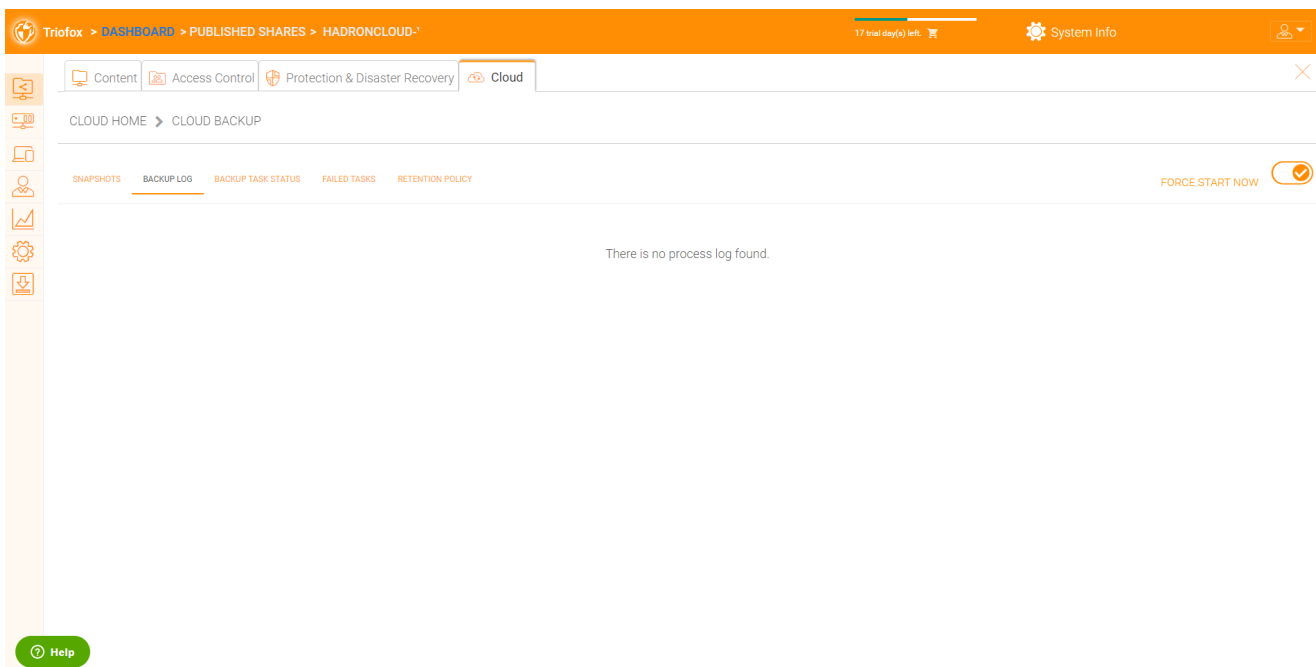 Triofox > DASHBOARD > PUBLISHED SHARES > HADRONCLOUD-'
17 trial day(s) left.
System Info
Content
Access Control
Protection & Disaster Recovery
Cloud
CLOUD HOME > CLOUD BACKUP
SNAPSHOTS
BACKUP LOG
BACKUP TASK STATUS
FAILED TASKS
RETENTION POLICY
FORCE START NOW
There is no process log found.
Help